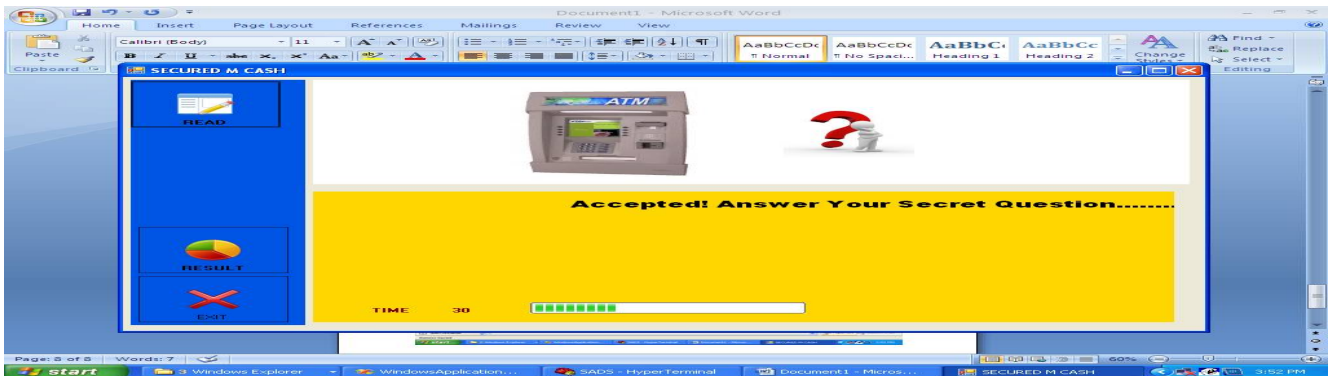 Document1 - Microsoft Word
Home Insert Page Layout References Mailings Review View
Calibri (Body) 11
Paste
B I U abe
AaBbCcDc AaBbCcDc AaBbC AaBbCc
¶ Normal ¶ No Spaci... Heading 1 Heading 2
Change Styles
Find
Replace
Select
Clipboard
Editing
SECURED M CASH
READ
ATM
Accepted! Answer Your Secret Question........
RESULT
TIME 30
EXIT
Page: 8 of 8 Words: 7 60%
start 3 Windows Explorer WindowsApplication... SADS - HyperTerminal Document1 - Micros... SECURED M CASH 3:52 PM